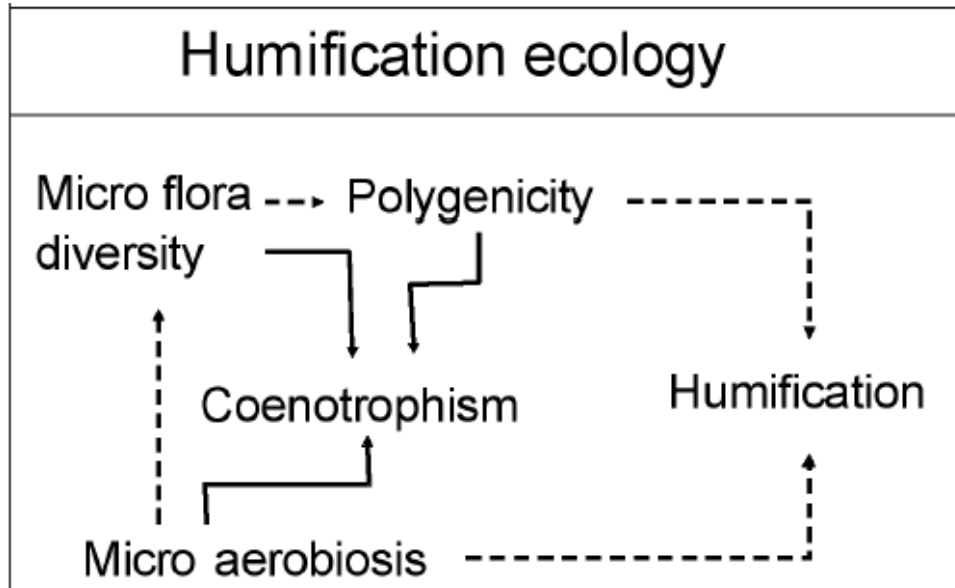 Humification ecology
Micro flora
diversity
Polygenicity
Coenotrophism
Humification
Micro aerobiosis